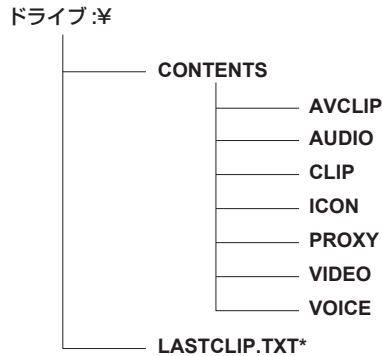 ドライブ:¥
CONTENTS
AVCLIP
AUDIO
CLIP
ICON
PROXY
VIDEO
VOICE
LASTCLIP.TXT*